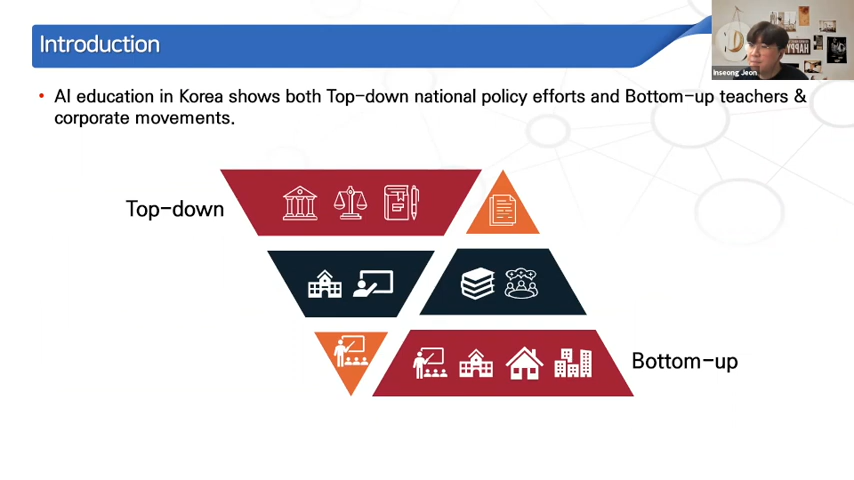 Introduction
Inseong Jeon
• AI education in Korea shows both Top-down national policy efforts and Bottom-up teachers &
corporate movements.
Top-down
Bottom-up